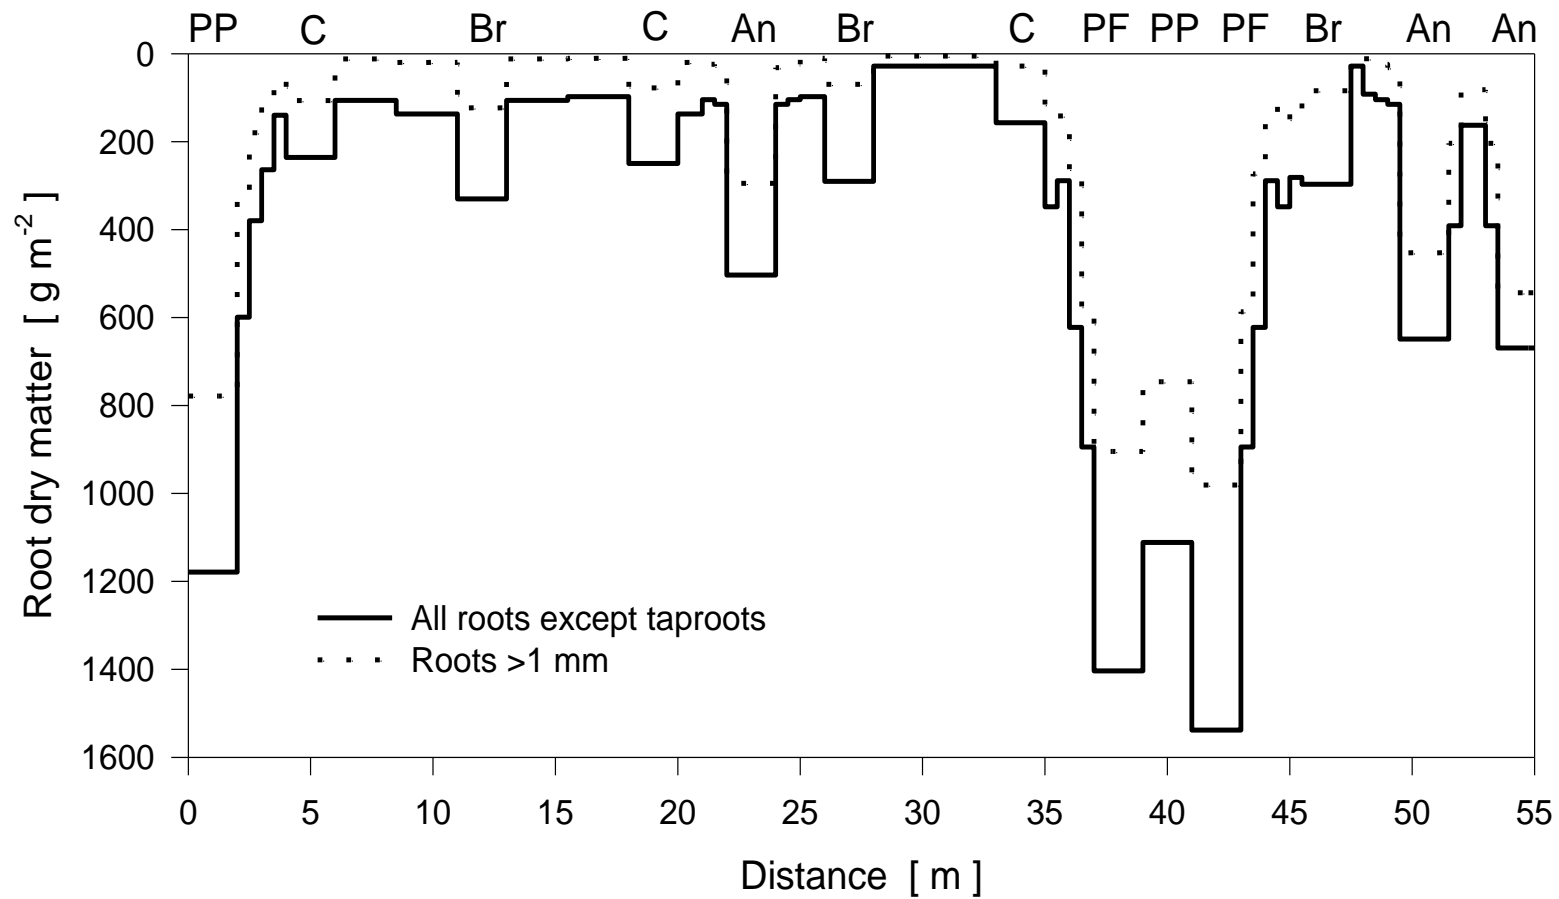 PP C Br C An Br C PF PP PF Br An An
0
200
400
600
800
1000
1200
1400
1600
Root dry matter [ g m-2 ]
All roots except taproots
Roots >1 mm
0 5 10 15 20 25 30 35 40 45 50 55
Distance [ m ]